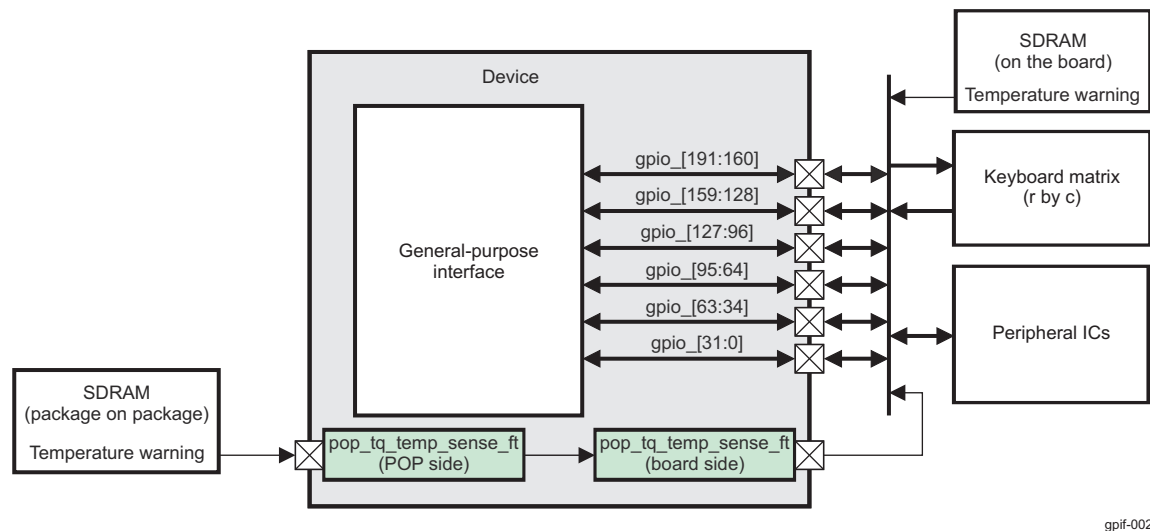 Device
SDRAM
(on the board)
Temperature warning
General-purpose
interface
gpio_[191:160]
gpio_[159:128]
gpio_[127:96]
gpio_[95:64]
gpio_[63:34]
gpio_[31:0]
Keyboard matrix
(r by c)
Peripheral ICs
SDRAM
(package on package)
Temperature warning
pop_tq_temp_sense_ft
(POP side)
pop_tq_temp_sense_ft
(board side)
gpif-002